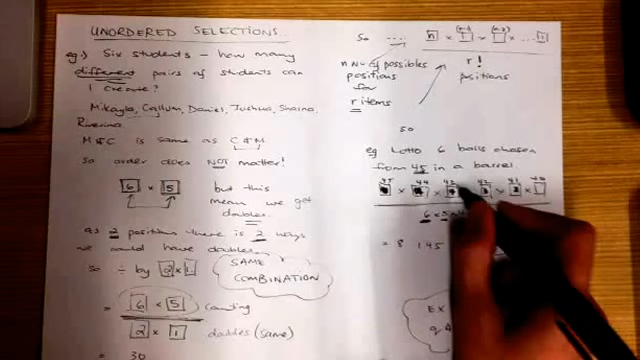 UNORDERED SELECTIONS...
eg.) Six students - how many
different pairs of students can
I create?
Mikayla, Callum, Daniel, Joshua, Shaina,
M&C is same as C&M
so order does NOT matter!
6 × 5 but this
mean we get
doubles.
as 2 positions there is 2 ways
we could have doubles
so ÷ by 2×1
SAME
COMBINATION
= 6 × 5 counting
2 × 1 doubles (same)
= 30
so .... n × (n-1) × (n-2) × ... 1
possible
positions
for
r items
r!
positions
so
eg Lotto 6 balls chosen
from 45 in a barrel.
45 × 44 × 43 × 42 × 41 × 40
6 × 5
= 8 145
EX